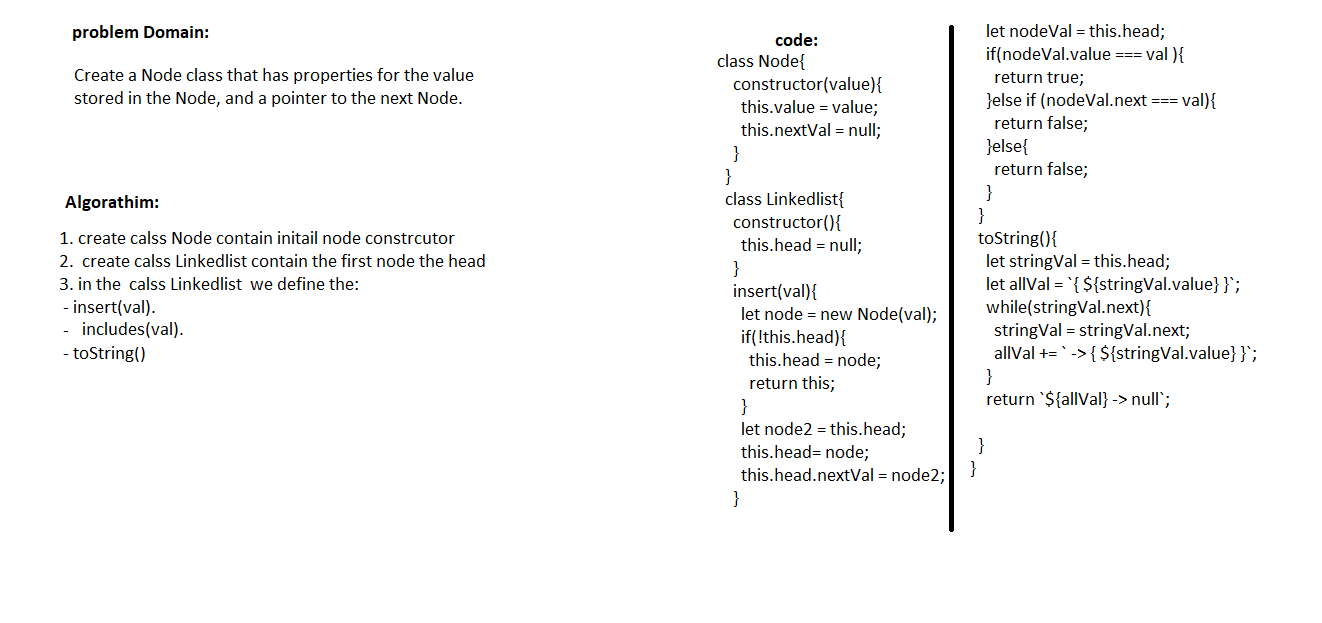 problem Domain:
Create a Node class that has properties for the value
stored in the Node, and a pointer to the next Node.
Algorathim:
1. create calss Node contain initail node constrcutor
2.  create calss Linkedlist contain the first node the head
3. in the  calss Linkedlist  we define the:
- insert(val).
-   includes(val).
- toString()
code:
class Node{
constructor(value){
this.value = value;
this.nextVal = null;
}
}
class Linkedlist{
constructor(){
this.head = null;
}
insert(val){
let node = new Node(val);
if(!this.head){
this.head = node;
return this;
}
let node2 = this.head;
this.head= node;
this.head.nextVal = node2;
}
let nodeVal = this.head;
if(nodeVal.value === val ){
return true;
}else if (nodeVal.next === val){
return false;
}else{
return false;
}
}
toString(){
let stringVal = this.head;
let allVal = `{ ${stringVal.value} }`;
while(stringVal.next){
stringVal = stringVal.next;
allVal += ` -> { ${stringVal.value} }`;
}
return `${allVal} -> null`;
}
}